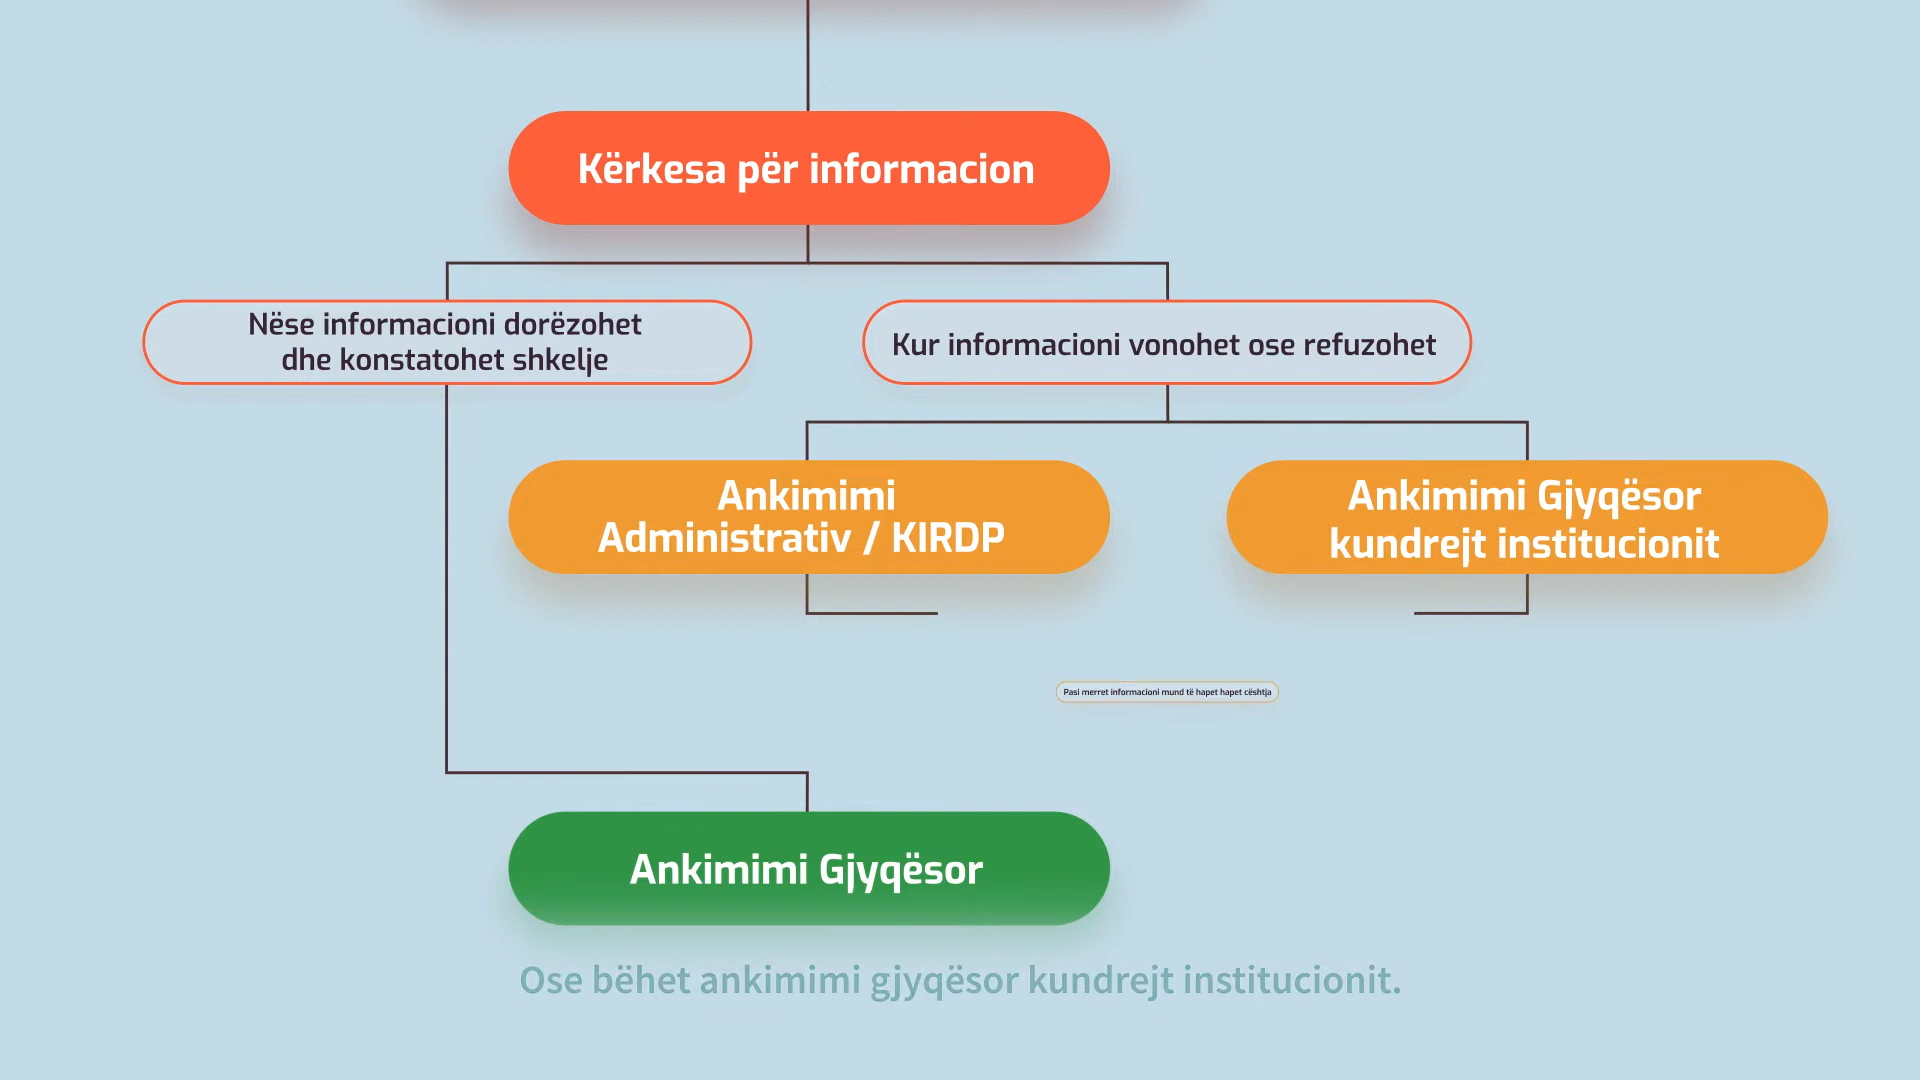 Kërkesa për informacion
Nëse informacioni dorëzohet
dhe konstatohet shkelje
Kur informacioni vonohet ose refuzohet
Ankimimi
Administrativ / KIRDP
Ankimimi Gjyqësor
kundrejt institucionit
Pasi merret informacioni mund të hapet hapet cështja
Ankimimi Gjyqësor
Ose bëhet ankimimi gjyqësor kundrejt institucionit.